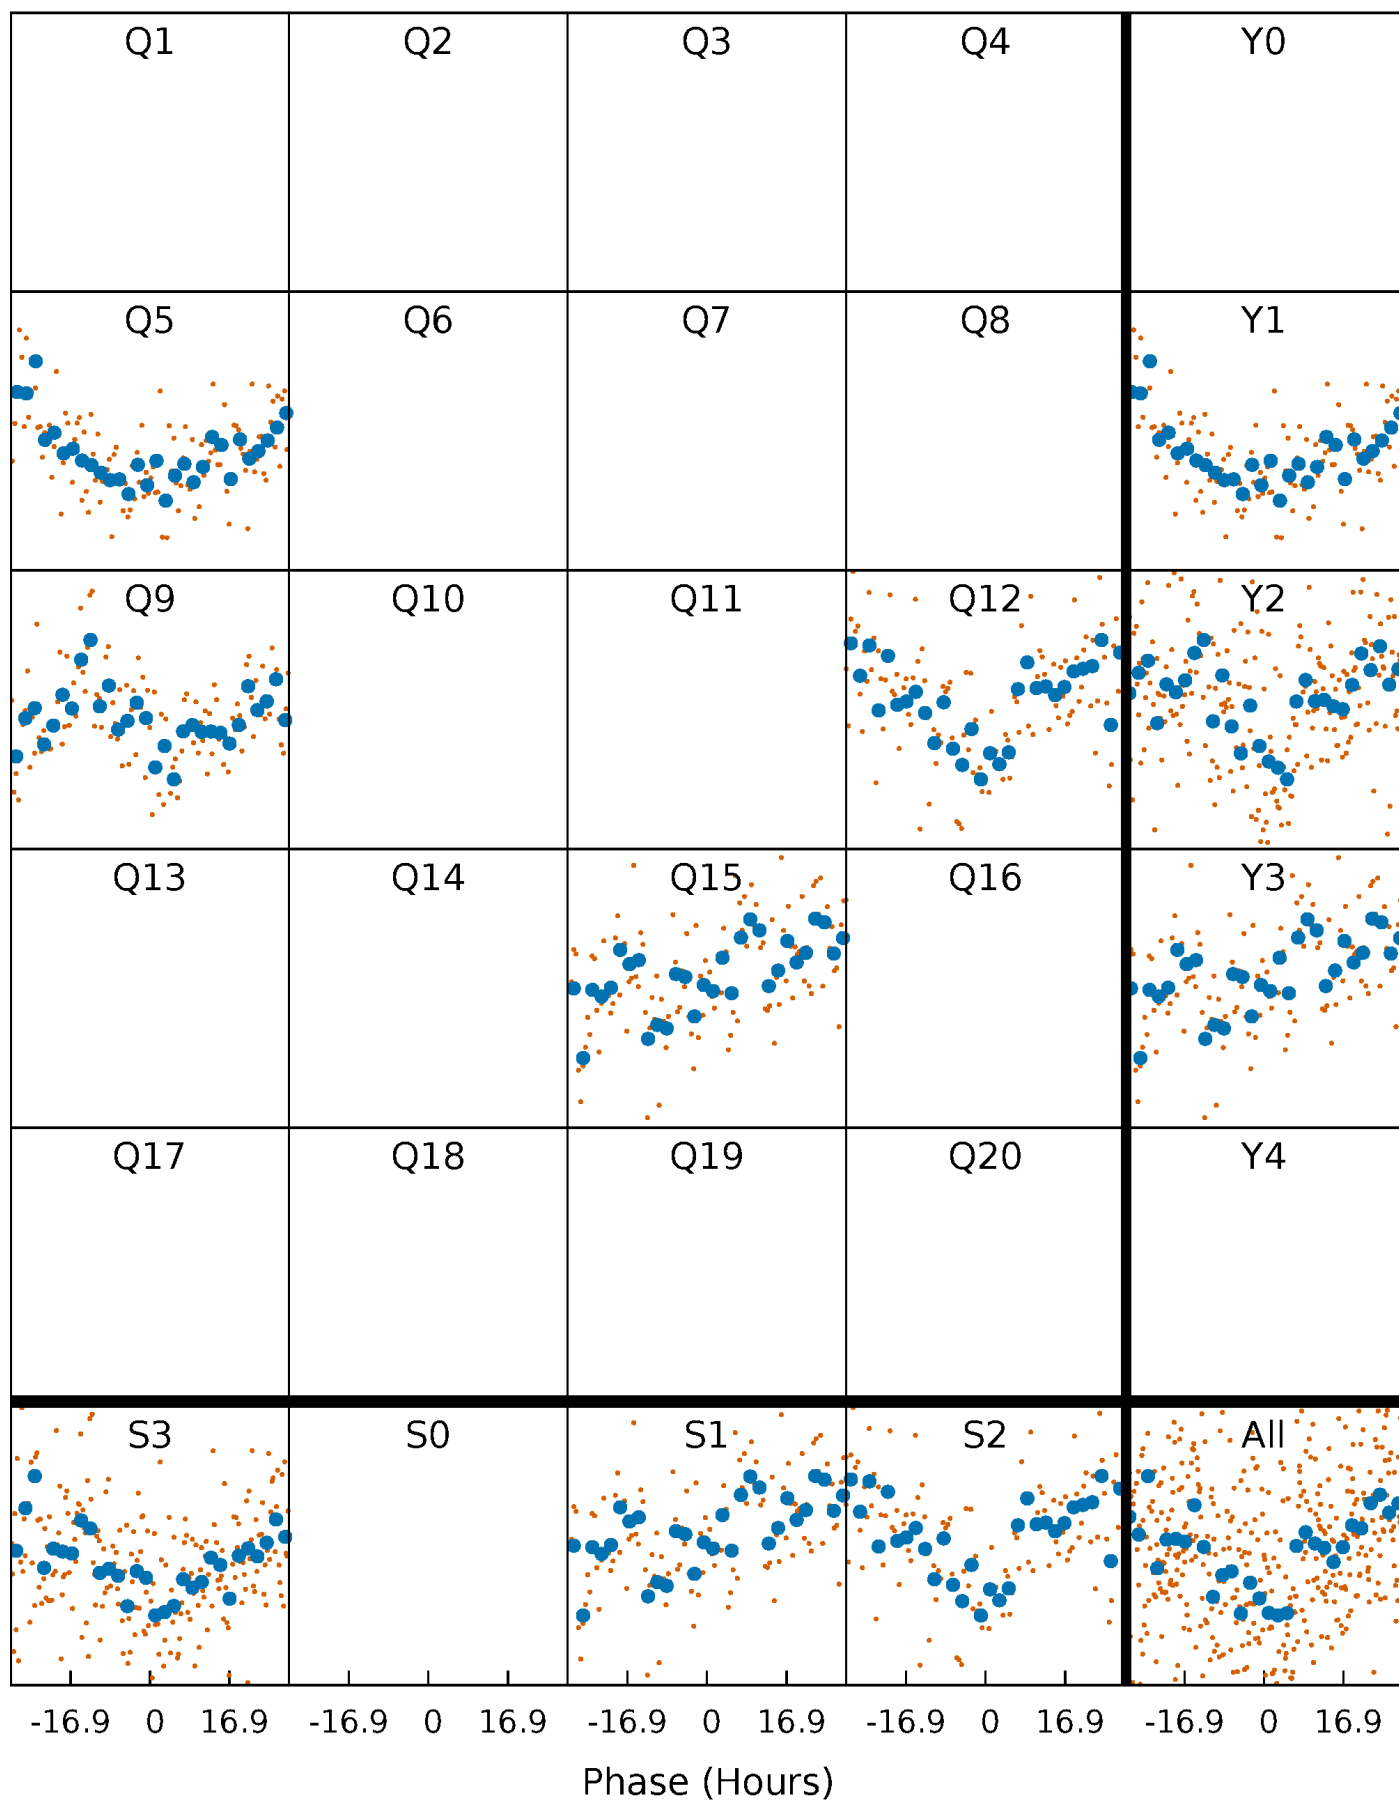 Q1 Q2 Q3 Q4 Y0
Q5 Q6 Q7 Q8 Y1
Q9 Q10 Q11 Q12 Y2
Q13 Q14 Q15 Q16 Y3
Q17 Q18 Q19 Q20 Y4
S3 S0 S1 S2 All
-16.9 0 16.9 -16.9 0 16.9 -16.9 0 16.9 -16.9 0 16.9 -16.9 0 16.9
Phase (Hours)